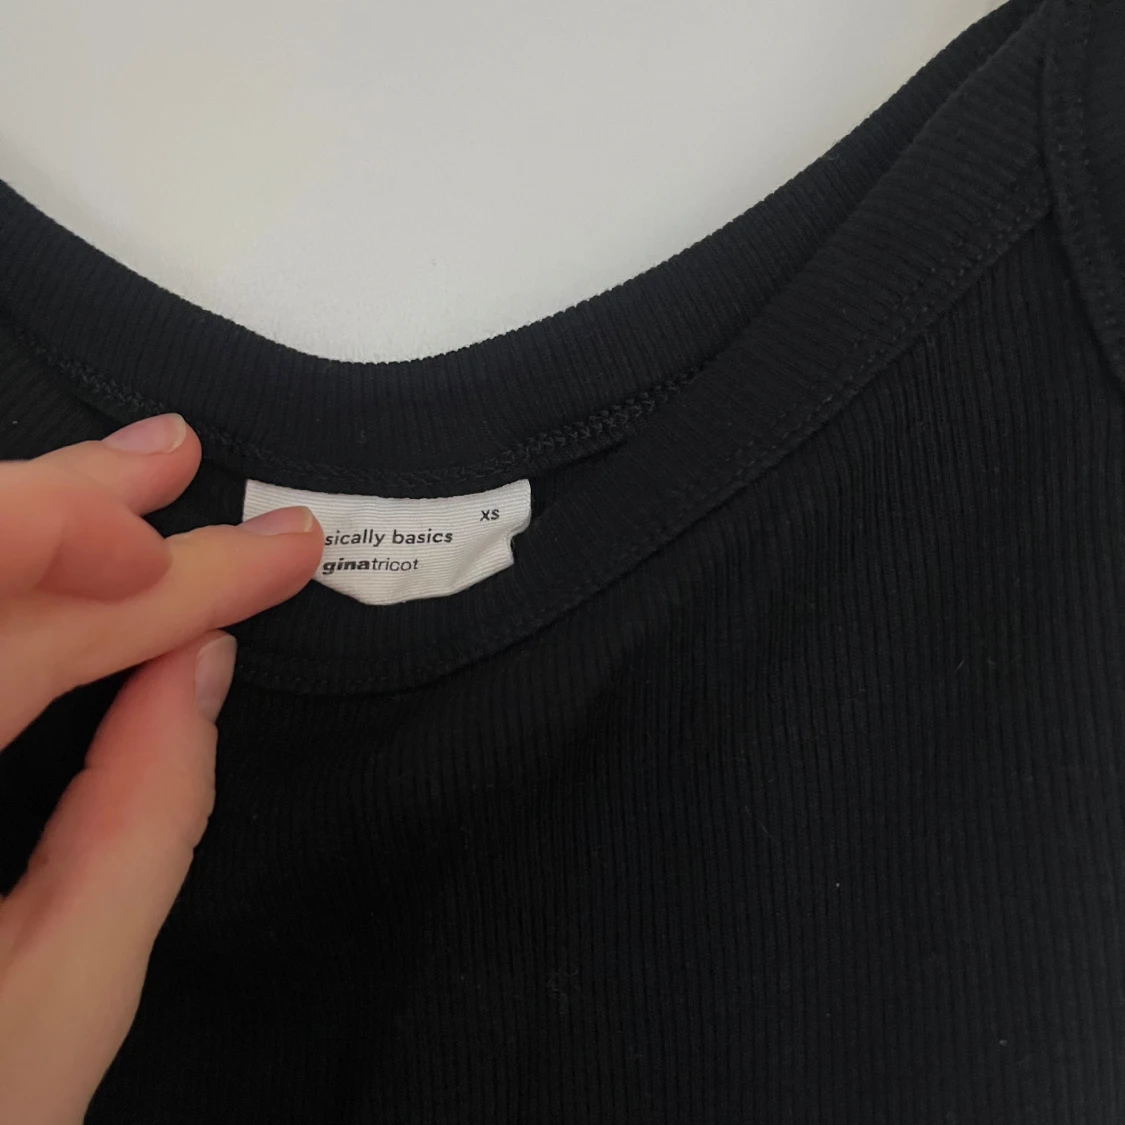 XS
sically basics
ginatricot